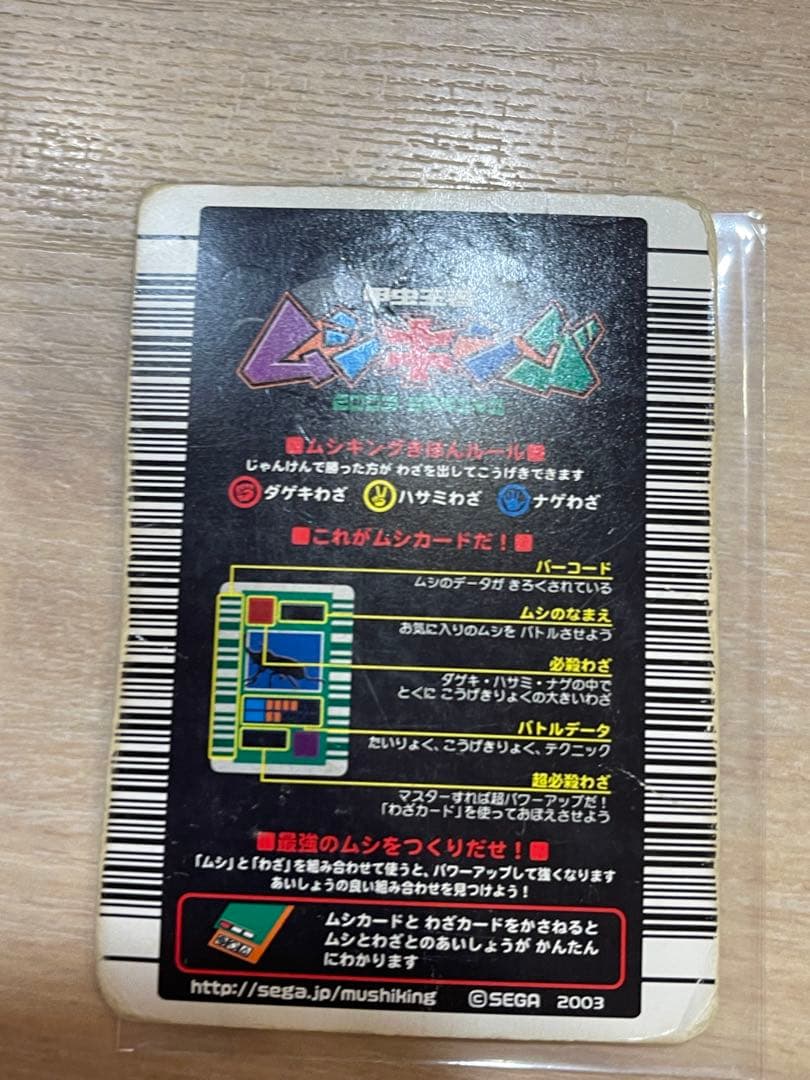 甲虫王者
ムシキング
ムシキングきほんルール
じゃんけんで勝った方が わざを出してこうげきできます
ダゲキわざ ハサミわざ ナゲわざ
これがムシカードだ！
バーコード
ムシのデータが きろくされている
ムシのなまえ
お気に入りのムシを バトルさせよう
必殺わざ
ダゲキ・ハサミ・ナゲの中で
とくに こうげきりょくの大きいわざ
バトルデータ
たいりょく、こうげきりょく、テクニック
超必殺わざ
マスターすれば超パワーアップだ！
「わざカード」を使っておぼえさせよう
最強のムシをつくりだせ！
「ムシ」と「わざ」を組み合わせて使うと、パワーアップして強くなります
あいしょうの良い組み合わせを見つけよう！
ムシカードと わざカードをかさねると
ムシとわざとのあいしょうが かんたん
にわかります
http://sega.jp/mushiking ©SEGA 2003